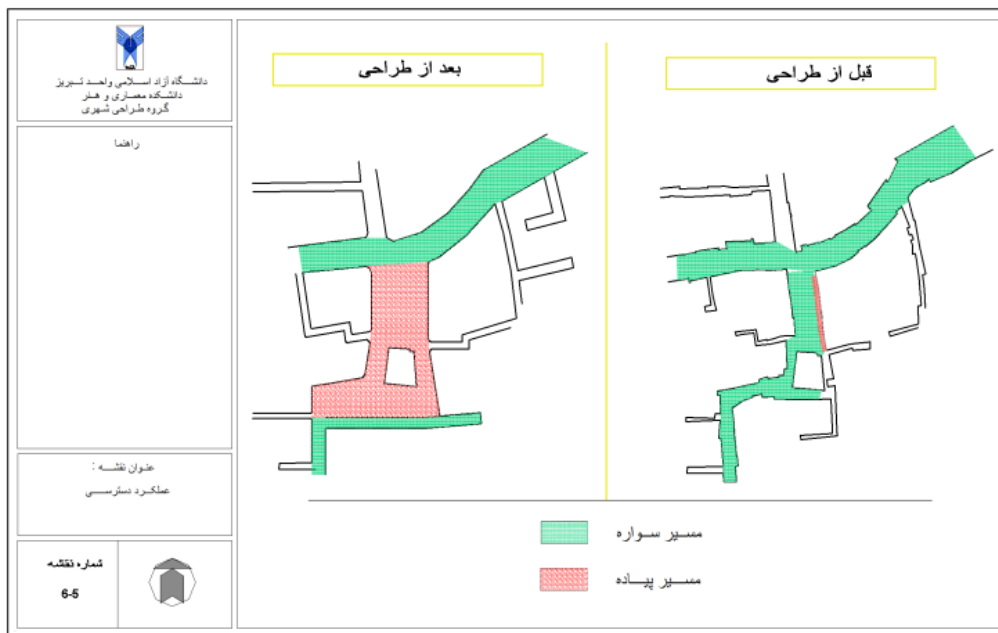 دانشگاه آزاد اسلامی واحد تبریز
دانشکده معماری و هنر
گروه طراحی شهری
راهنما
عنوان نقشه :
عملکرد دسترسی
شماره نقشه
6-5
قبل از طراحی
بعد از طراحی
مسیر سواره
مسیر پیاده